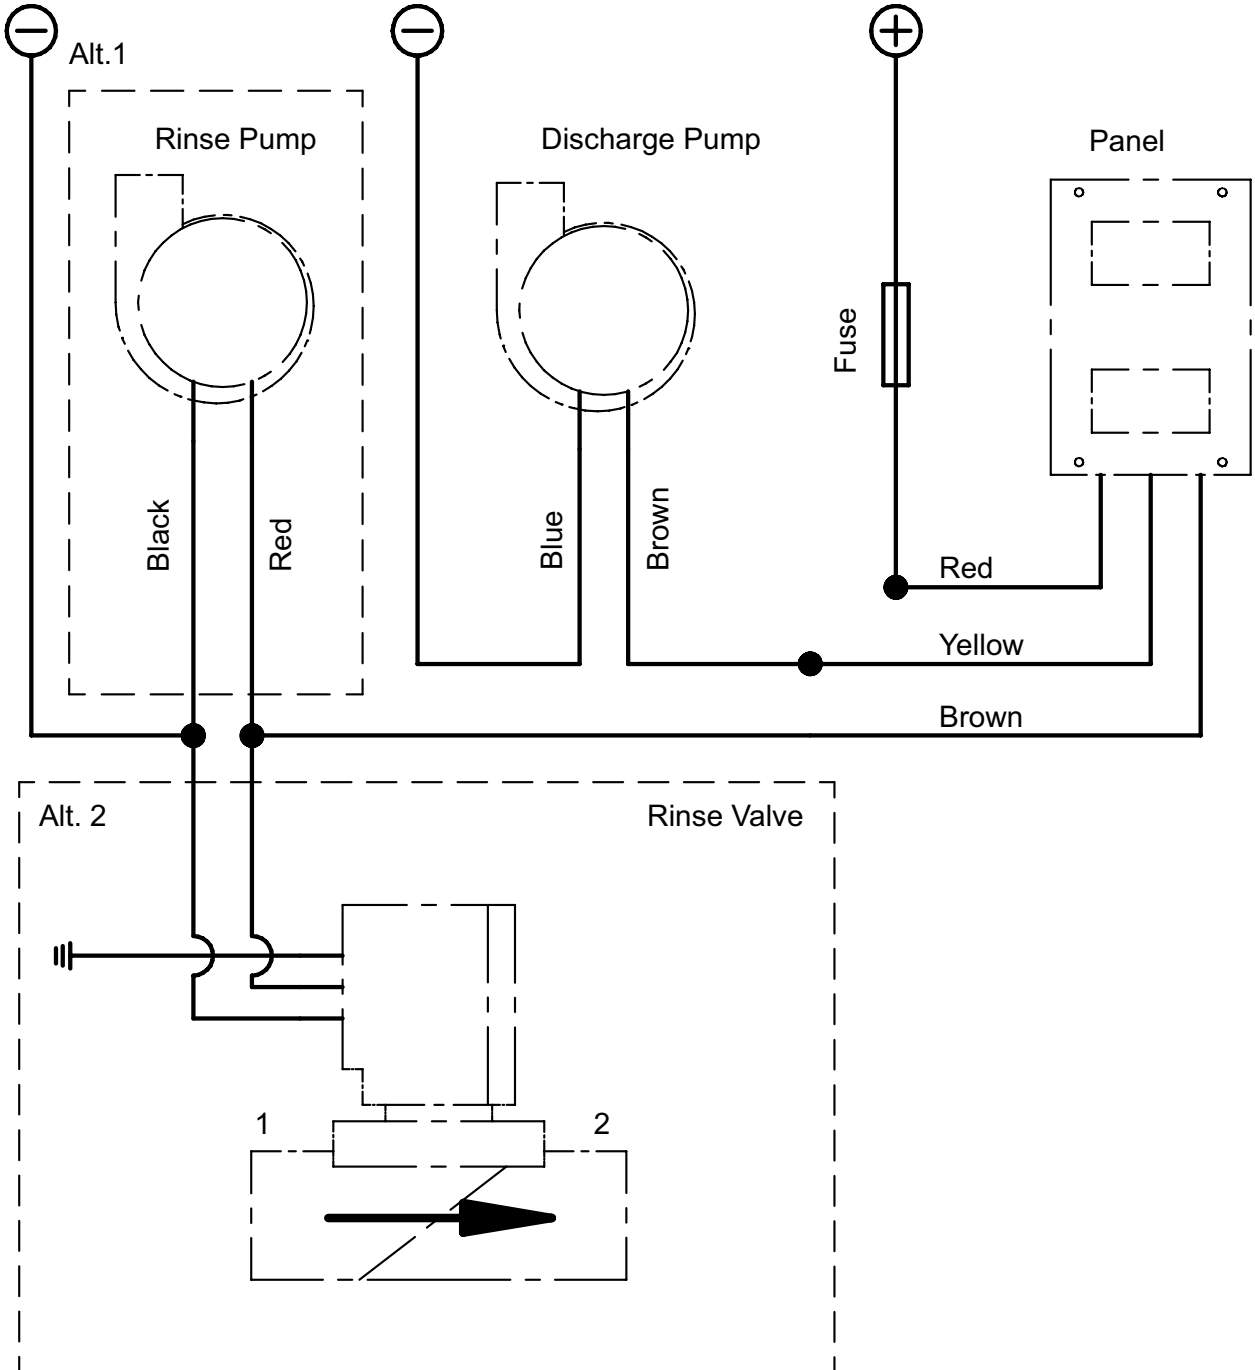 Alt.1
Rinse Pump
Discharge Pump
Panel
Fuse
Black
Red
Blue
Brown
Red
Yellow
Brown
Alt. 2
Rinse Valve
1
2